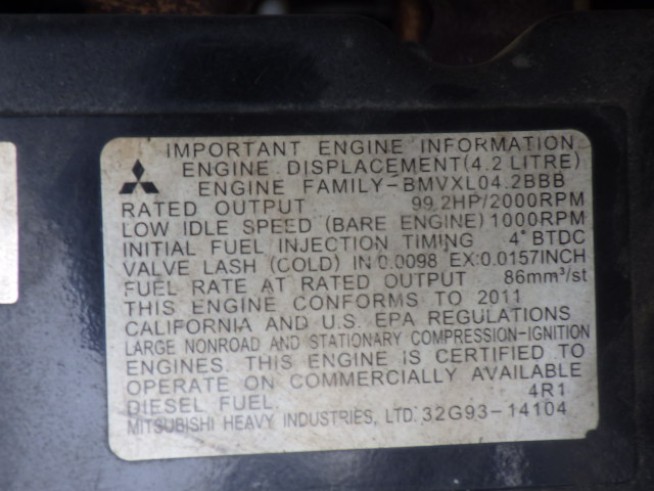 IMPORTANT ENGINE INFORMATION
ENGINE DISPLACEMENT(4.2 LITRE)
ENGINE FAMILY-BMVXL04.2BBB
RATED OUTPUT 99.2HP/2000RPM
LOW IDLE SPEED (BARE ENGINE) 1000RPM
INITIAL FUEL INJECTION TIMING 4°BTDC
VALVE LASH (COLD) IN:0.0098 EX:0.0157INCH
FUEL RATE AT RATED OUTPUT 86mm³/st
THIS ENGINE CONFORMS TO 2011
CALIFORNIA AND U.S. EPA REGULATIONS
LARGE NONROAD AND STATIONARY COMPRESSION-IGNITION
ENGINES. THIS ENGINE IS CERTIFIED TO
OPERATE ON COMMERCIALLY AVAILABLE
DIESEL FUEL. 4R1
MITSUBISHI HEAVY INDUSTRIES, LTD. 32G93-14104